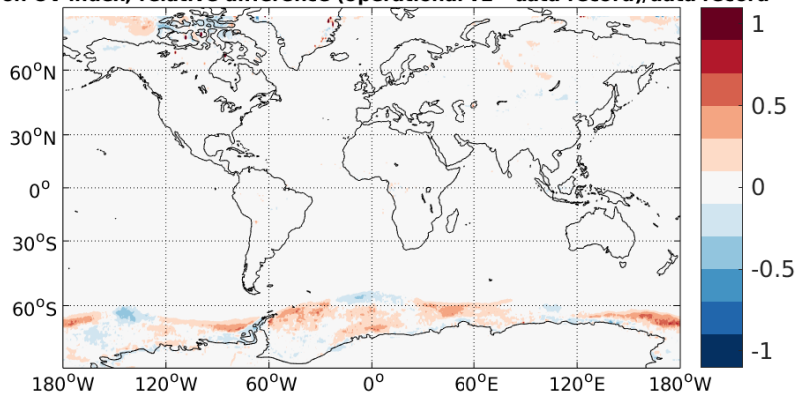 UV index, relative difference (operational v2 - data record)/data record
1
60°N
0.5
30°N
0°
0
30°S
-0.5
60°S
-1
180°W
120°W
60°W
0°
60°E
120°E
180°W